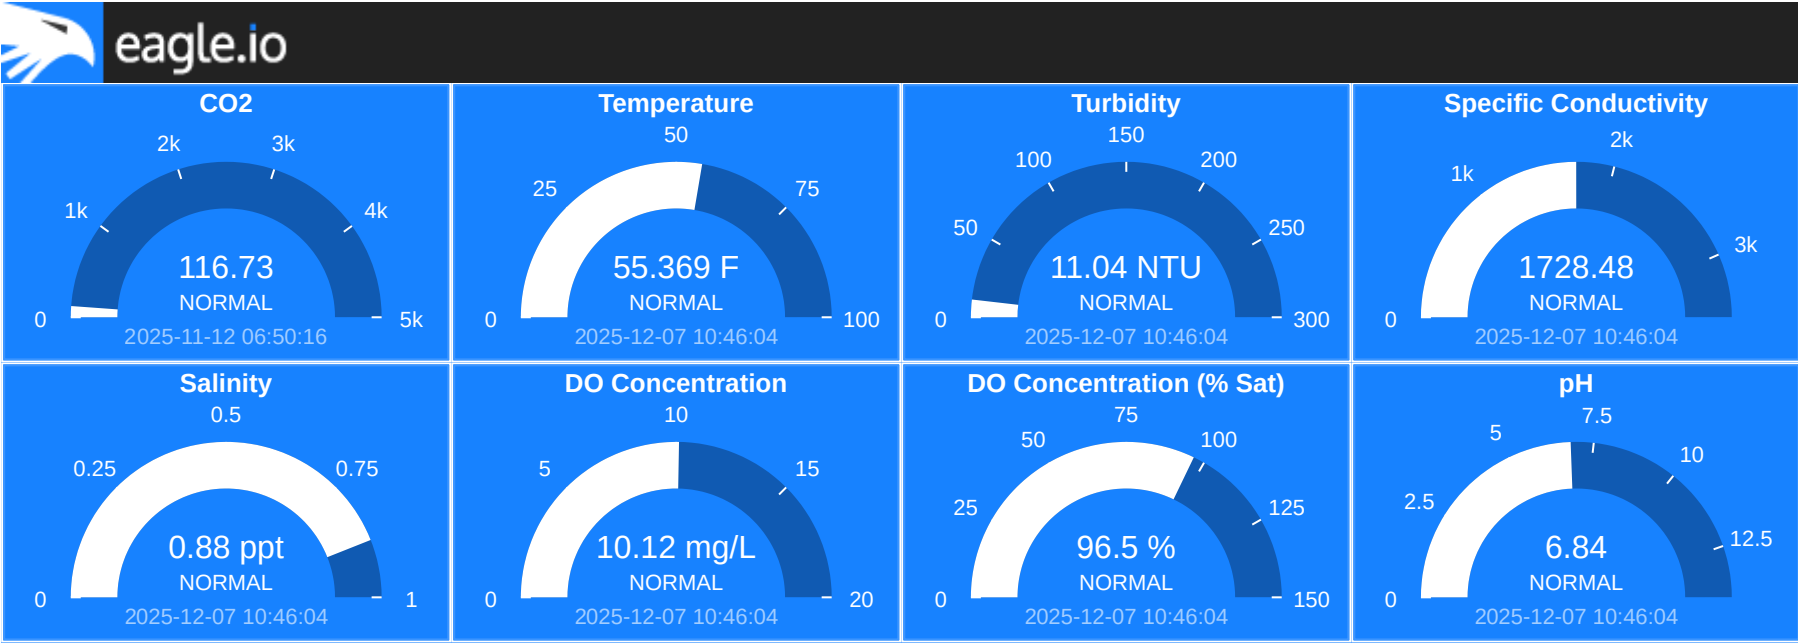 eagle.io
CO2
2k
3k
1k
4k
116.73
NORMAL
0
5k
2025-11-12 06:50:16
Temperature
50
25
75
55.369 F
NORMAL
0
100
2025-12-07 10:46:04
Turbidity
150
100
200
50
250
11.04 NTU
NORMAL
0
300
2025-12-07 10:46:04
Specific Conductivity
2k
1k
3k
1728.48
NORMAL
0
2025-12-07 10:46:04
Salinity
0.5
0.25
0.75
0.88 ppt
NORMAL
0
1
2025-12-07 10:46:04
DO Concentration
10
5
15
10.12 mg/L
NORMAL
0
20
2025-12-07 10:46:04
DO Concentration (% Sat)
75
50
100
25
125
96.5 %
NORMAL
0
150
2025-12-07 10:46:04
pH
7.5
5
10
2.5
12.5
6.84
NORMAL
0
2025-12-07 10:46:04